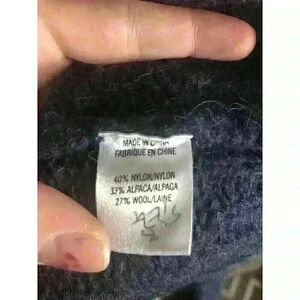 MADE IN CHINA
FABRIQUE EN CHINE
40% NYLON/NYLON
33% ALPACA/ALPAGA
27% WOOL/LAINE